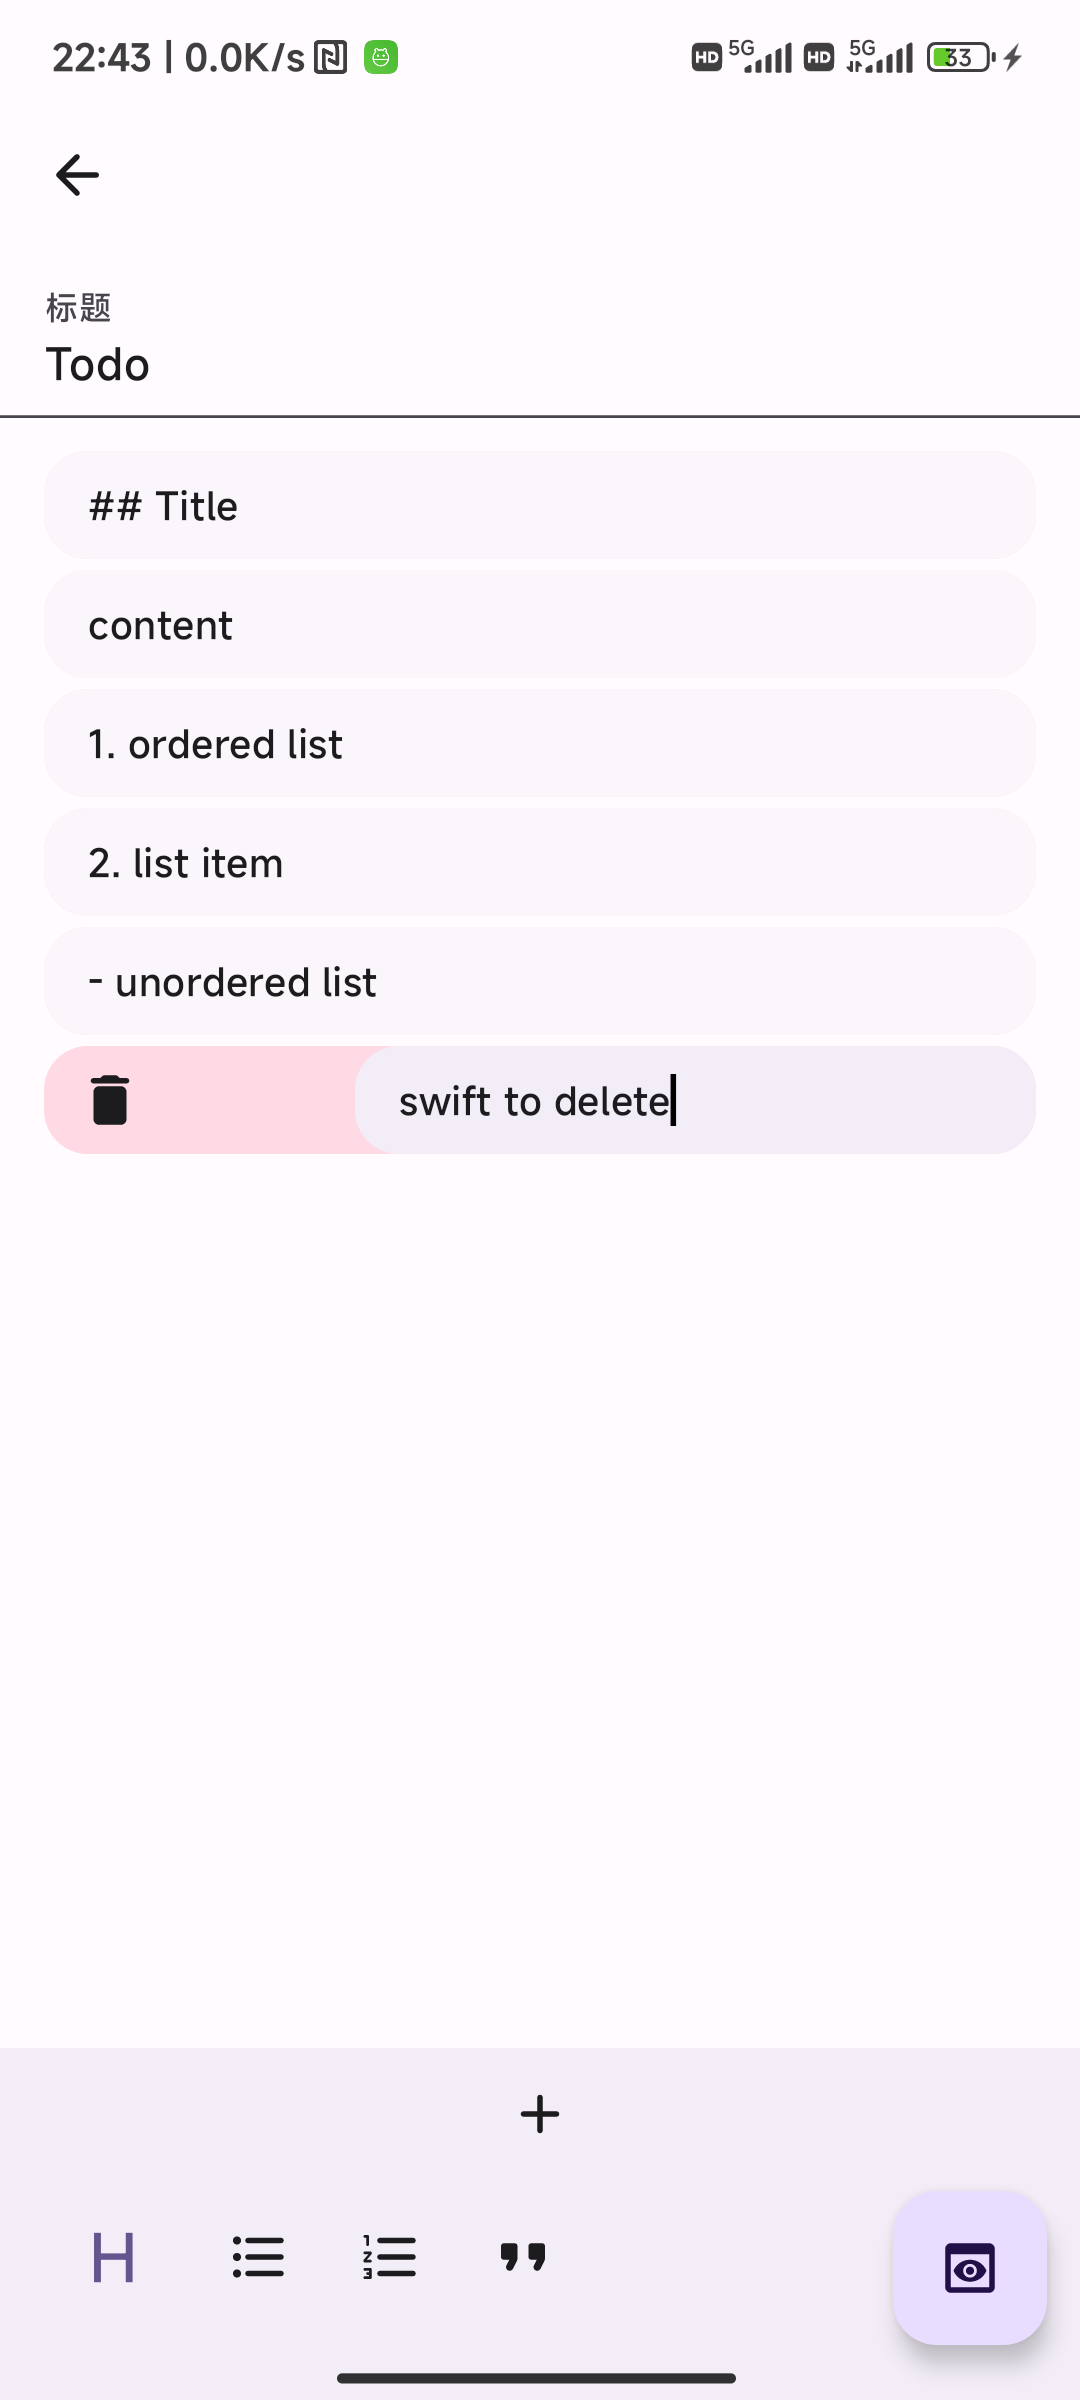 22:43 | 0.0K/s HD 5G HD 5G 33
标题
Todo
## Title
content
1. ordered list
2. list item
- unordered list
swift to delete
H